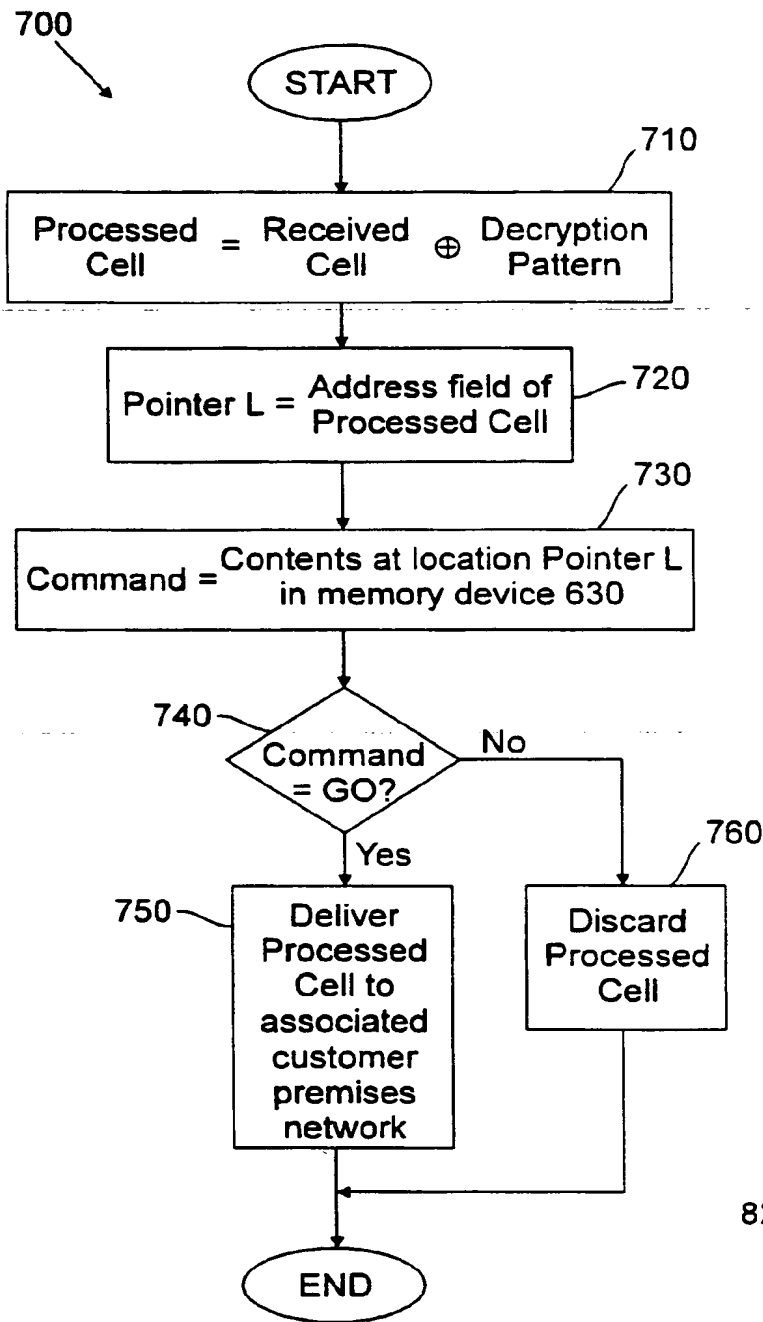 700
START
710
Processed Cell = Received Cell ⊕ Decryption Pattern
720
Pointer L = Address field of Processed Cell
730
Command = Contents at location Pointer L in memory device 630
740
Command
= GO?
No
Yes
750
Deliver
Processed
Cell to
associated
customer
premises
network
760
Discard
Processed
Cell
END